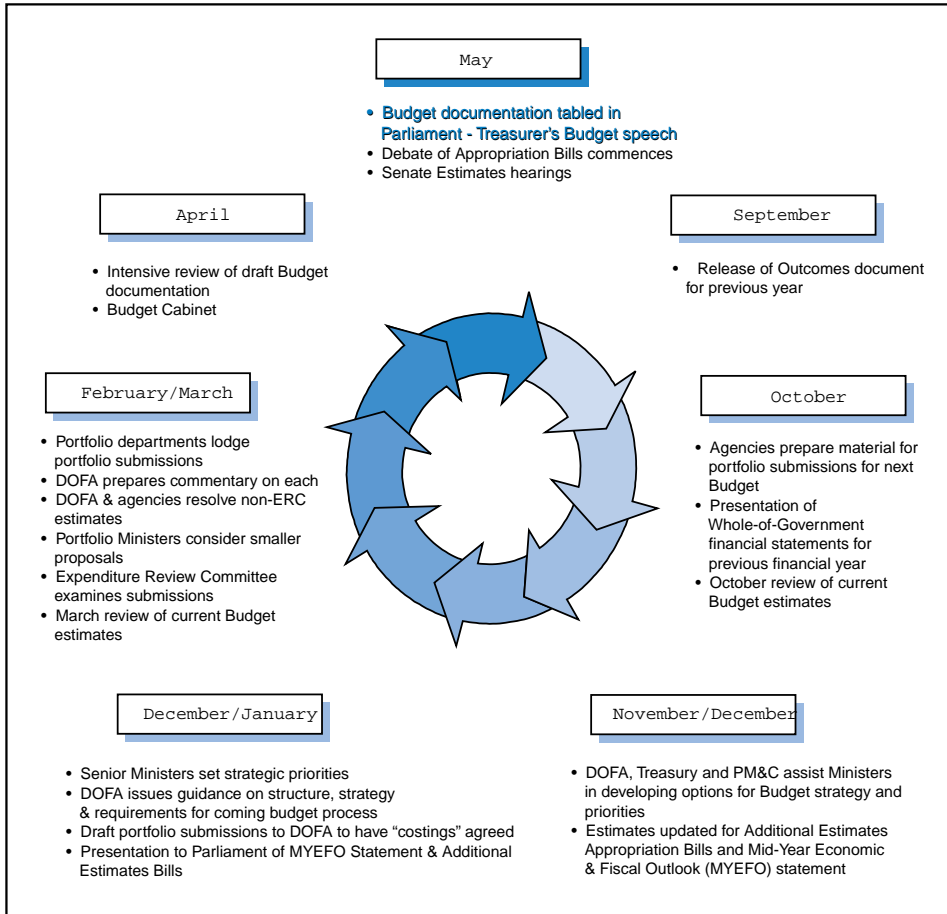 May
• Budget documentation tabled in
Parliament - Treasurer's Budget speech
• Debate of Appropriation Bills commences
• Senate Estimates hearings
April
• Intensive review of draft Budget
documentation
• Budget Cabinet
September
• Release of Outcomes document
for previous year
February/March
• Portfolio departments lodge
portfolio submissions
• DOFA prepares commentary on each
• DOFA & agencies resolve non-ERC
estimates
• Portfolio Ministers consider smaller
proposals
• Expenditure Review Committee
examines submissions
• March review of current Budget
estimates
October
• Agencies prepare material for
portfolio submissions for next
Budget
• Presentation of
Whole-of-Government
financial statements for
previous financial year
• October review of current
Budget estimates
December/January
• Senior Ministers set strategic priorities
• DOFA issues guidance on structure, strategy
& requirements for coming budget process
• Draft portfolio submissions to DOFA to have “costings” agreed
• Presentation to Parliament of MYEFO Statement & Additional
Estimates Bills
November/December
• DOFA, Treasury and PM&C assist Ministers
in developing options for Budget strategy and
priorities
• Estimates updated for Additional Estimates
Appropriation Bills and Mid-Year Economic
& Fiscal Outlook (MYEFO) statement